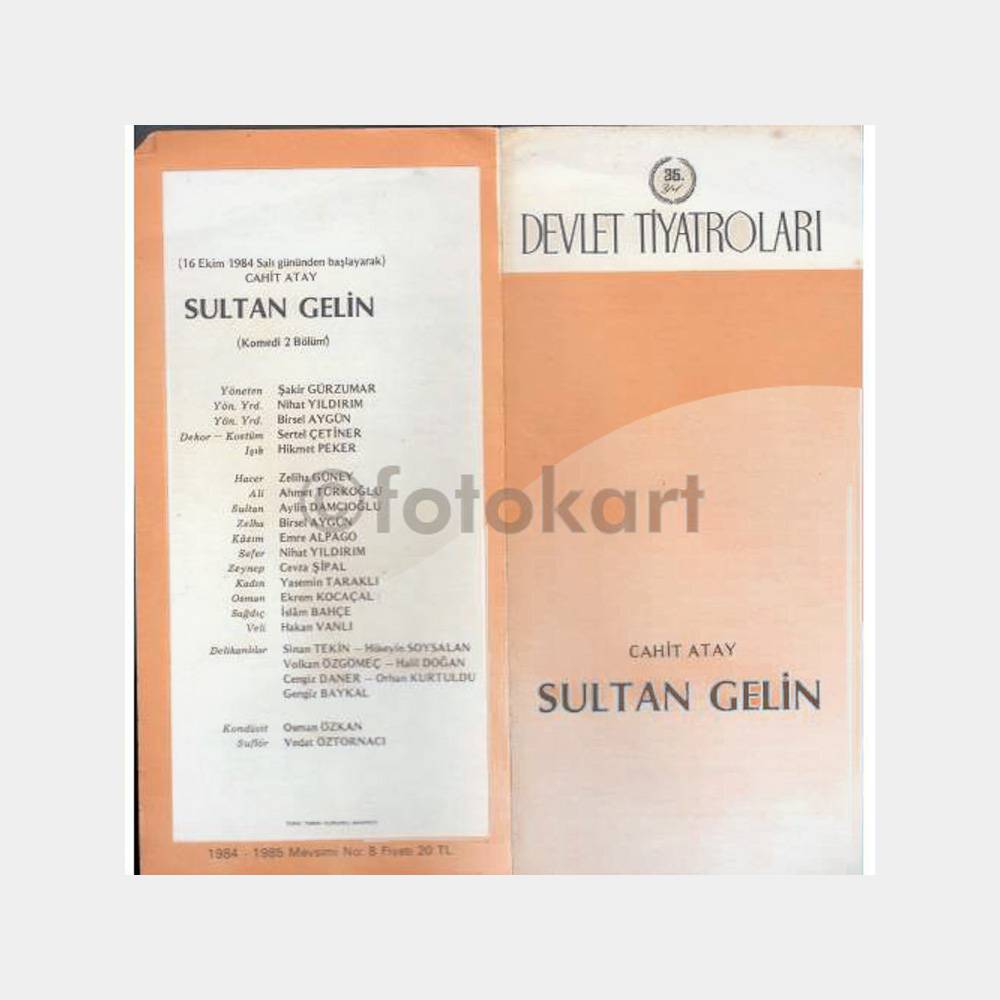 (16 Ekim 1984 Salı gününden başlayarak)
CAHİT ATAY
SULTAN GELİN
(Komedi 2 Bölüm)
Yöneten Şakir GÜRZUMAR
Yön. Yrd. Nihat YILDIRIM
Yön. Yrd. Birsel AYGÜN
Dekor — Kostüm Sertel ÇETİNER
Işık Hikmet PEKER
Hacer Zeliha GÜNEY
Ali Ahmet TÜRKOĞLU
Sultan Aylin DAMCIOĞLU
Zelha Birsel AYGÜN
Kâzım Emre ALPAGO
Sefer Nihat YILDIRIM
Zeynep Cevza ŞİPAL
Kadın Yasemin TARAKLI
Osman Ekrem KOCAÇAL
Sağdıç İslâm BAHÇE
Veli Hakan VANLI
Delikanlılar Sinan TEKİN — Hüseyin SOYSALAN
Volkan ÖZGÖMEÇ — Halil DOĞAN
Cengiz DANER — Orhan KURTULDU
Gengiz BAYKAL
Kondüvit Osman ÖZKAN
Suflör Vedat ÖZTORNACI
1984 - 1985 Mevsimi No: 8 Fiyatı 20 TL.
35.
Yıl
DEVLET TİYATROLARI
CAHİT ATAY
SULTAN GELİN
©fotokart